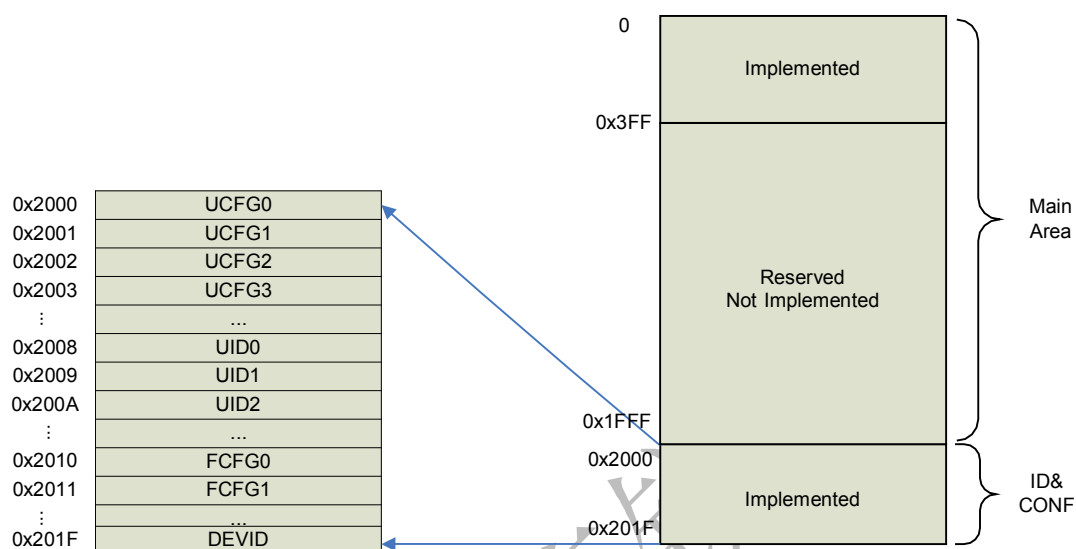 0
Implemented
0x3FF
Main
Area
Reserved
Not Implemented
0x1FFF
0x2000
Implemented
0x201F
ID&
CONF
0x2000 UCFG0
0x2001 UCFG1
0x2002 UCFG2
0x2003 UCFG3
⋮ ...
0x2008 UID0
0x2009 UID1
0x200A UID2
⋮ ...
0x2010 FCFG0
0x2011 FCFG1
⋮ ...
0x201F DEVID